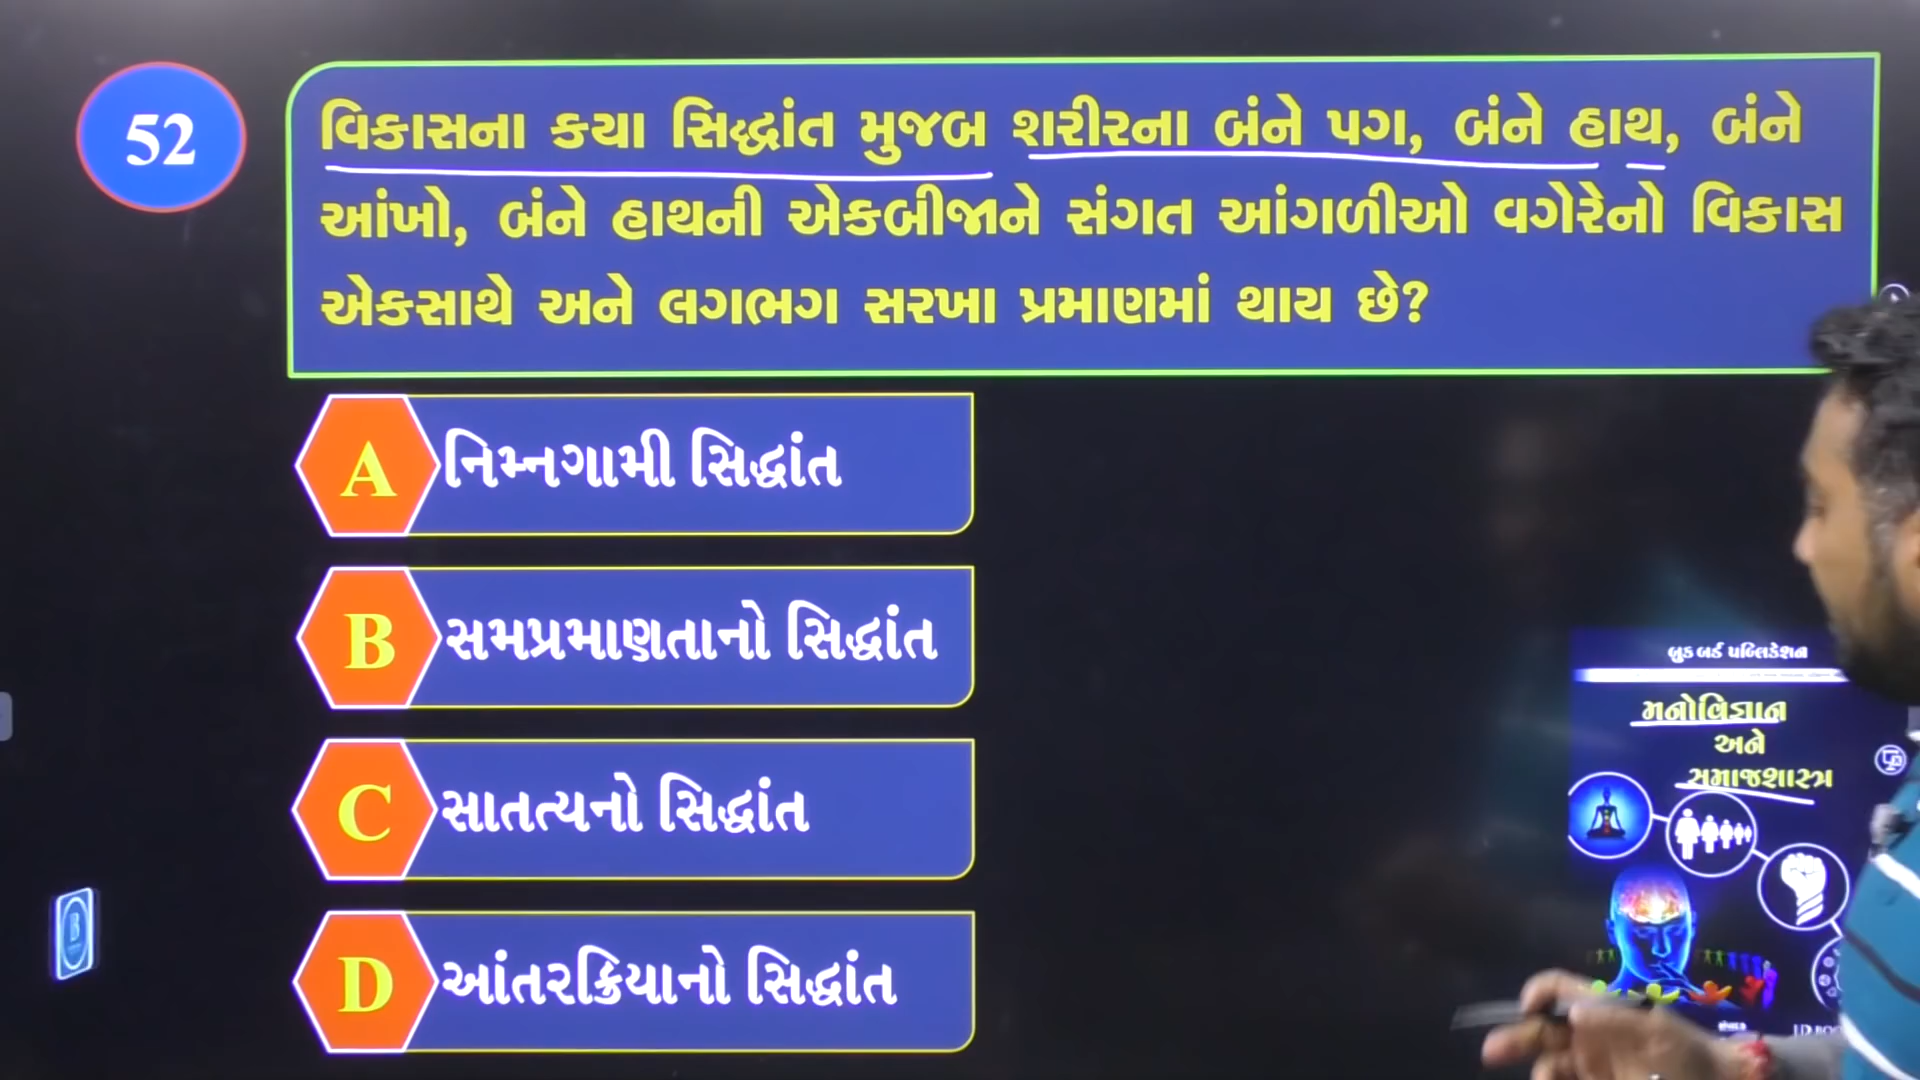 52
વિકાસના કયા સિદ્ધાંત મુજબ શરીરના બંને પગ, બંને હાથ, બંને
આંખો, બંને હાથની એકબીજાને સંગત આંગળીઓ વગેરેનો વિકાસ
એકસાથે અને લગભગ સરખા પ્રમાણમાં થાય છે?
A નિમ્નગામી સિદ્ધાંત
B સમપ્રમાણતાનો સિદ્ધાંત
C સાતત્યનો સિદ્ધાંત
D આંતરક્રિયાનો સિદ્ધાંત
બુક બર્ડ પબ્લિકેશન
મનોવિજ્ઞાન
અને
સમાજશાસ્ત્ર
B